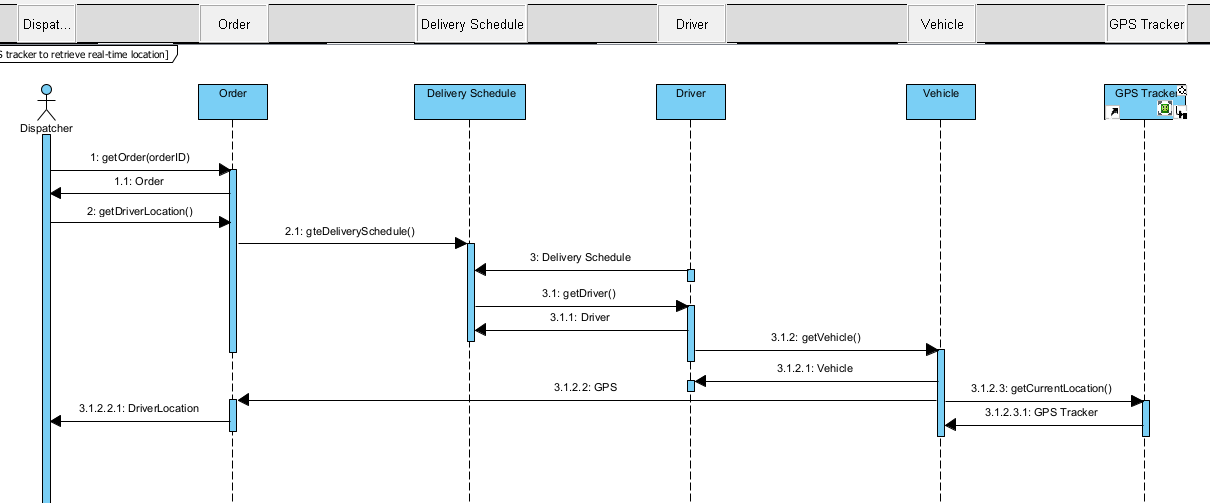 Dispat...
Order
Delivery Schedule
Driver
Vehicle
GPS Tracker
S tracker to retrieve real-time location]
Order
Delivery Schedule
Driver
Vehicle
GPS Tracker
Dispatcher
1: getOrder(orderID)
1.1: Order
2: getDriverLocation()
2.1: gteDeliverySchedule()
3: Delivery Schedule
3.1: getDriver()
3.1.1: Driver
3.1.2: getVehicle()
3.1.2.1: Vehicle
3.1.2.2: GPS
3.1.2.3: getCurrentLocation()
3.1.2.2.1: DriverLocation
3.1.2.3.1: GPS Tracker